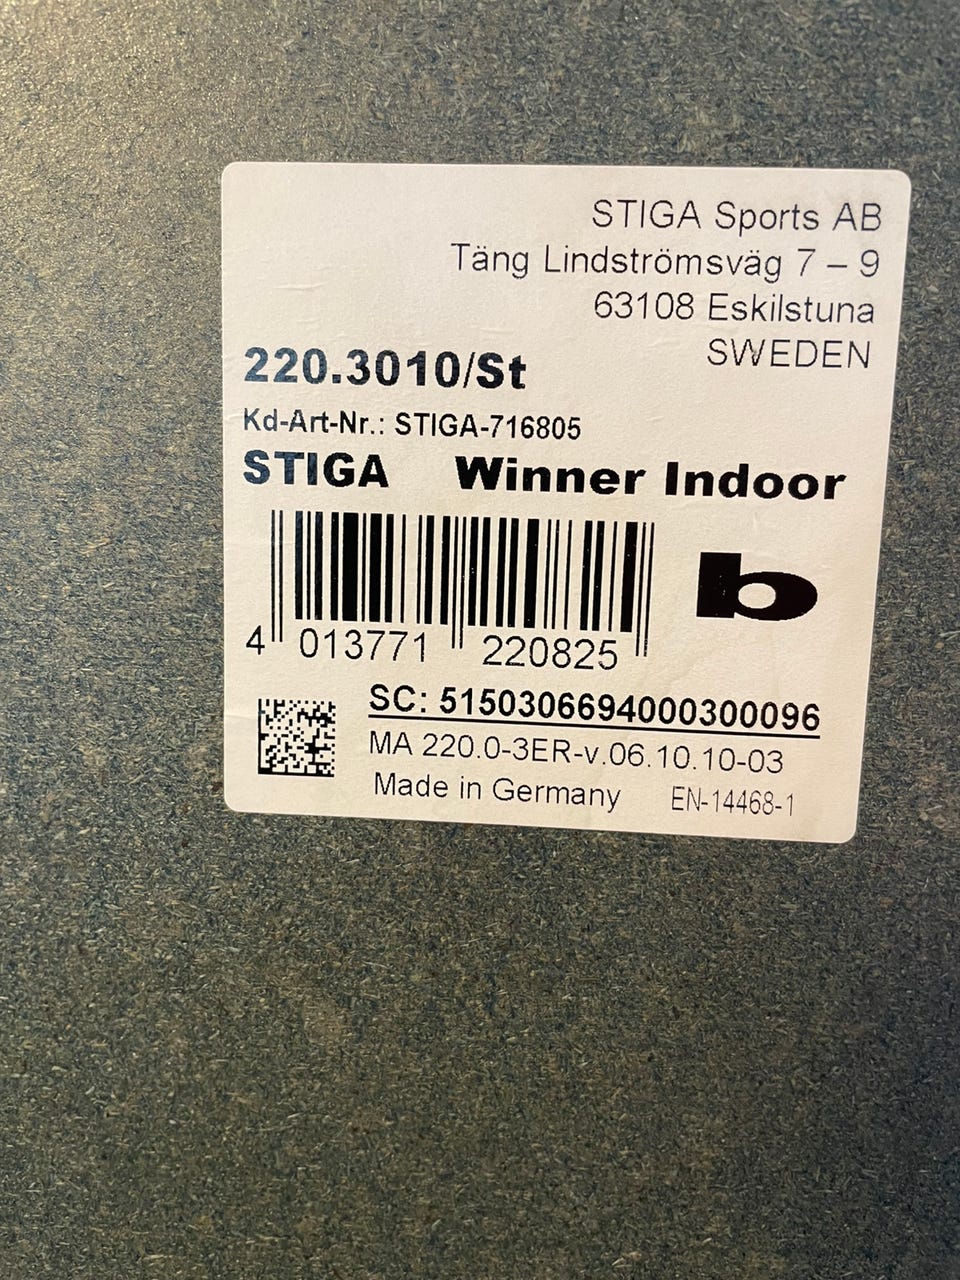 STIGA Sports AB
Täng Lindströmsväg 7 – 9
63108 Eskilstuna
SWEDEN
220.3010/St
Kd-Art-Nr.: STIGA-716805
STIGA Winner Indoor
b
4 013771 220825
SC: 5150306694000300096
MA 220.0-3ER-v.06.10.10-03
Made in Germany EN-14468-1